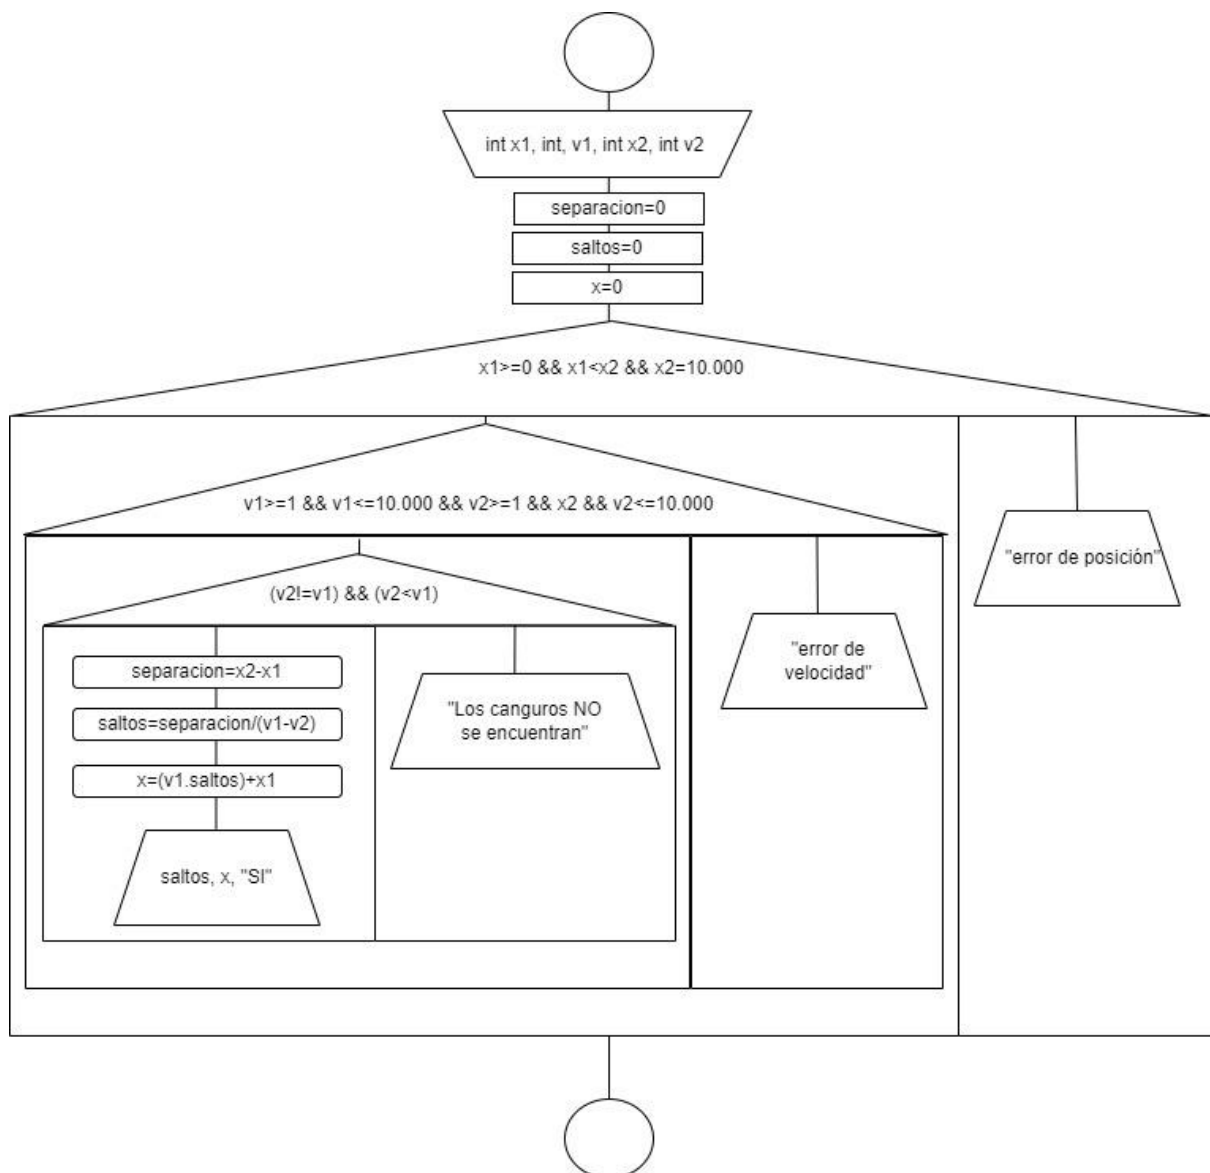 int x1, int, v1, int x2, int v2
separacion=0
saltos=0
x=0
x1>=0 && x1<x2 && x2=10.000
v1>=1 && v1<=10.000 && v2>=1 && x2 && v2<=10.000
"error de posición"
(v2!=v1) && (v2<v1)
separacion=x2-x1
saltos=separacion/(v1-v2)
x=(v1.saltos)+x1
saltos, x, "SI"
"Los canguros NO
se encuentran"
"error de
velocidad"